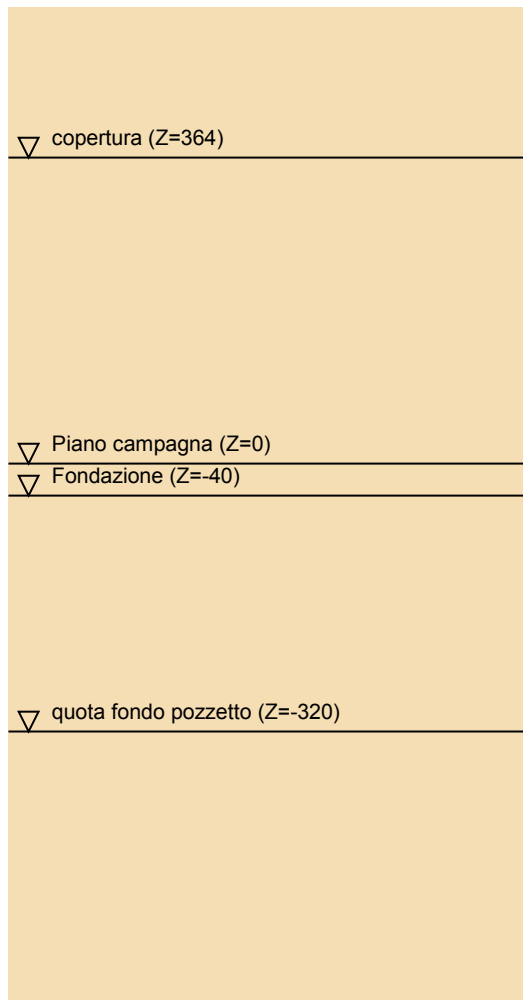 copertura (Z=364)
Piano campagna (Z=0)
Fondazione (Z=-40)
quota fondo pozzetto (Z=-320)